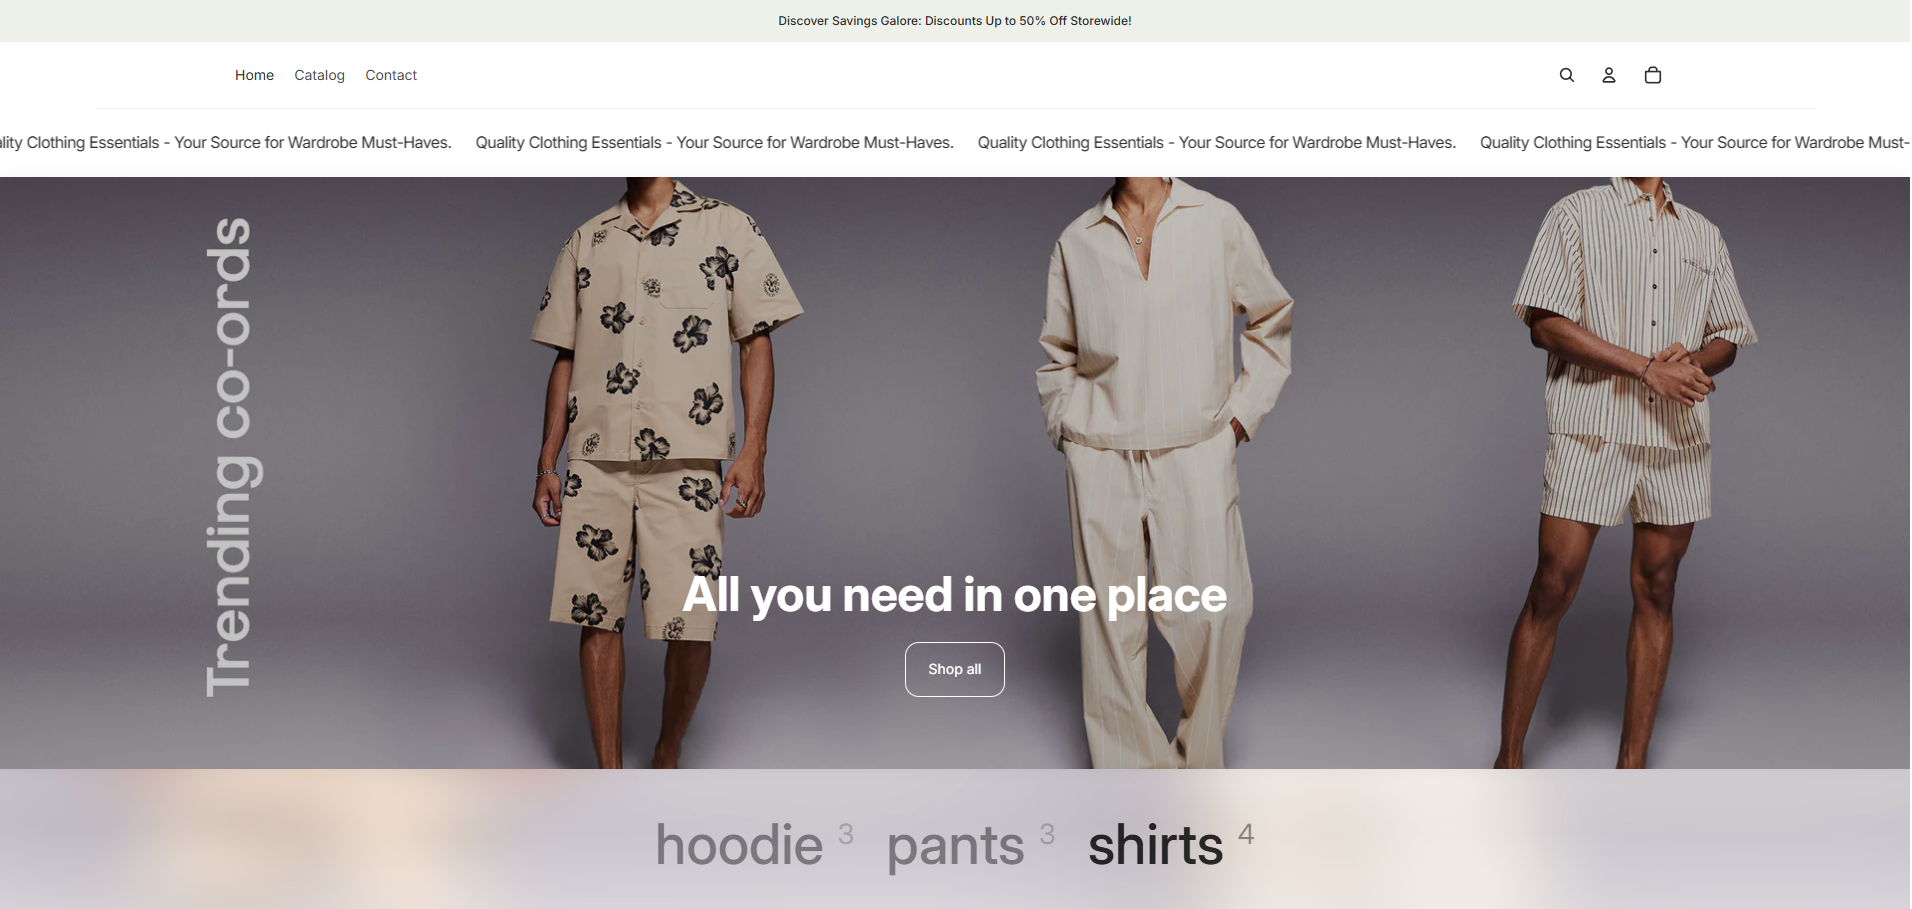 Discover Savings Galore: Discounts Up to 50% Off Storewide!
Home Catalog Contact
lity Clothing Essentials - Your Source for Wardrobe Must-Haves. Quality Clothing Essentials - Your Source for Wardrobe Must-Haves. Quality Clothing Essentials - Your Source for Wardrobe Must-Haves. Quality Clothing Essentials - Your Source for Wardrobe Must-
Trending co-ords
All you need in one place
Shop all
hoodie 3 pants 3 shirts 4